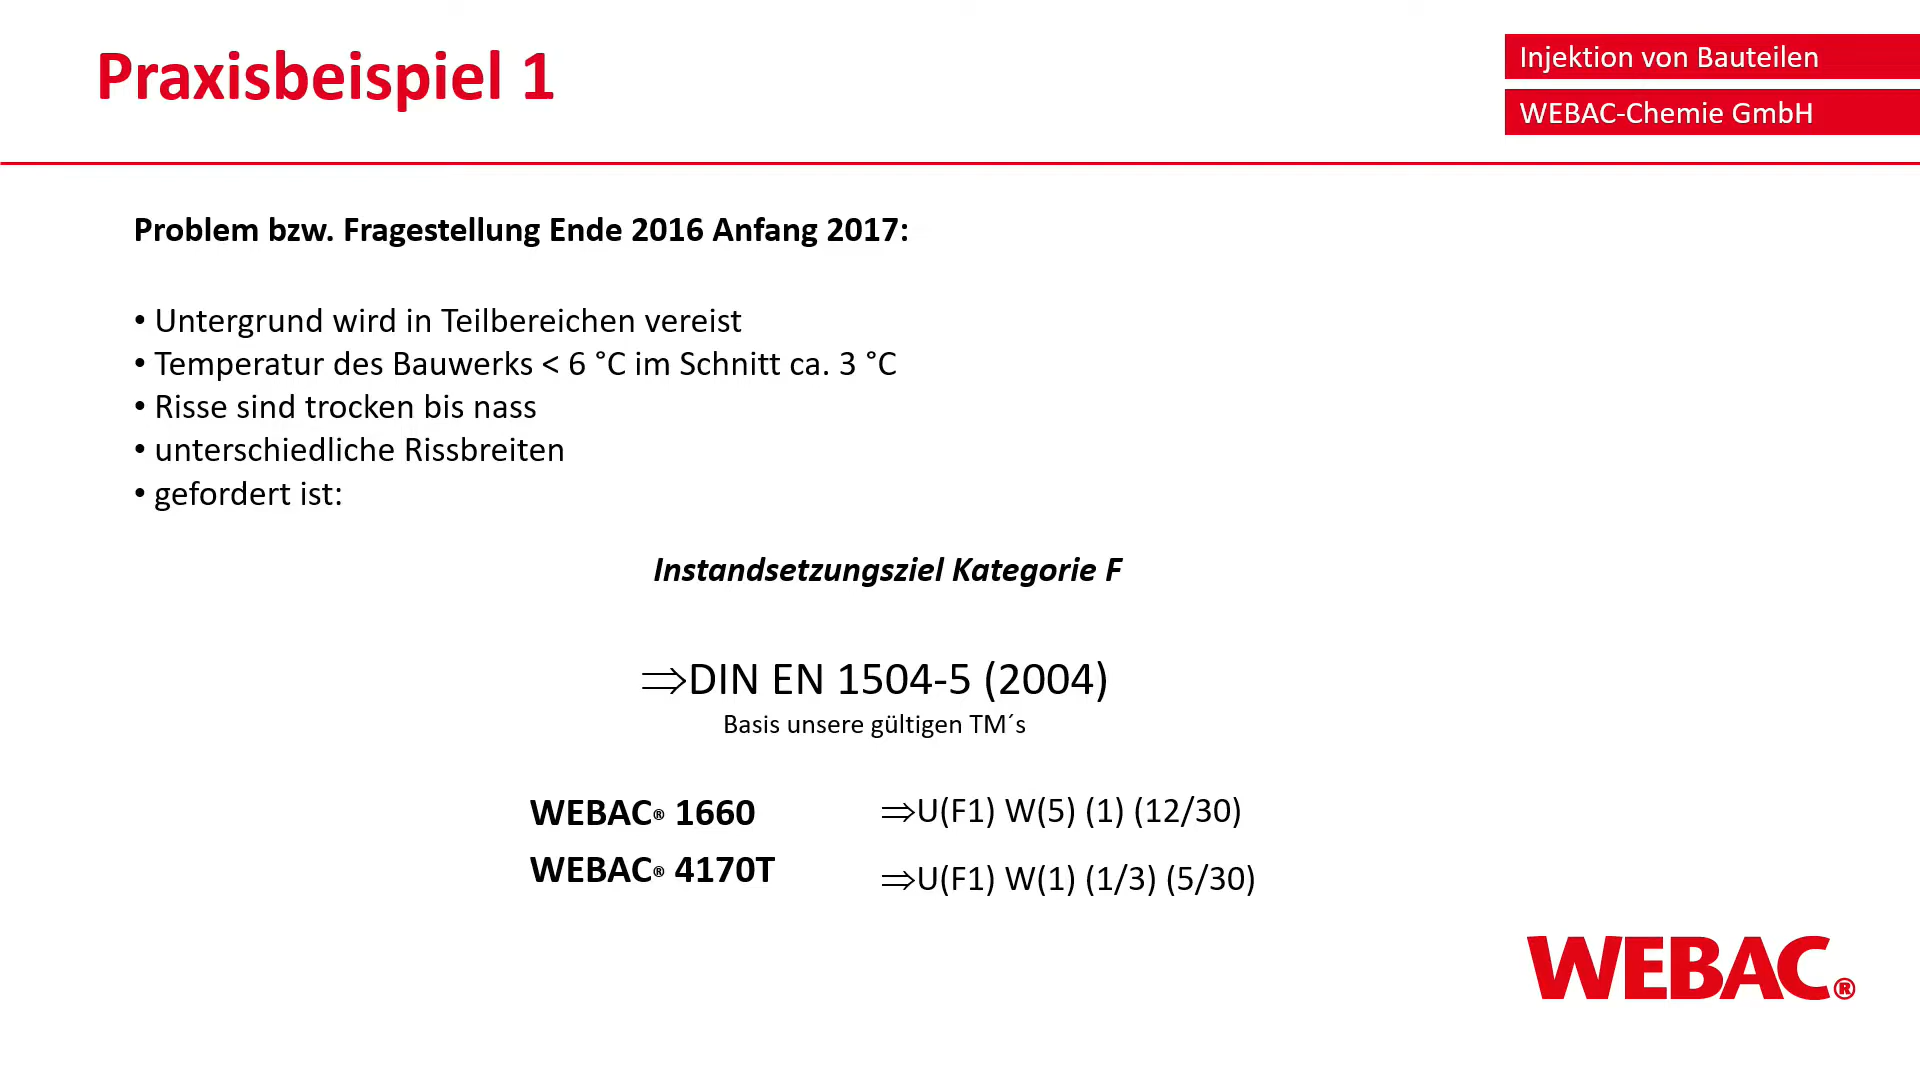 Praxisbeispiel 1
Injektion von Bauteilen
WEBAC-Chemie GmbH
Problem bzw. Fragestellung Ende 2016 Anfang 2017:
• Untergrund wird in Teilbereichen vereist
• Temperatur des Bauwerks < 6 °C im Schnitt ca. 3 °C
• Risse sind trocken bis nass
• unterschiedliche Rissbreiten
• gefordert ist:
Instandsetzungsziel Kategorie F
⇒DIN EN 1504-5 (2004)
Basis unsere gültigen TM´s
WEBAC® 1660 ⇒U(F1) W(5) (1) (12/30)
WEBAC® 4170T ⇒U(F1) W(1) (1/3) (5/30)
WEBAC®